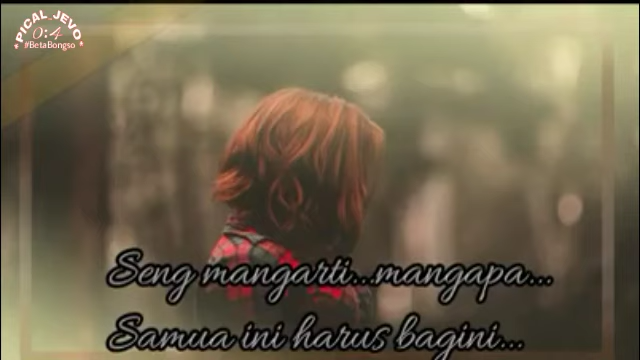 PICAL JEVO
0:4
#BetaBongso
Seng mangarti...mangapa...
Samua ini harus bagini...